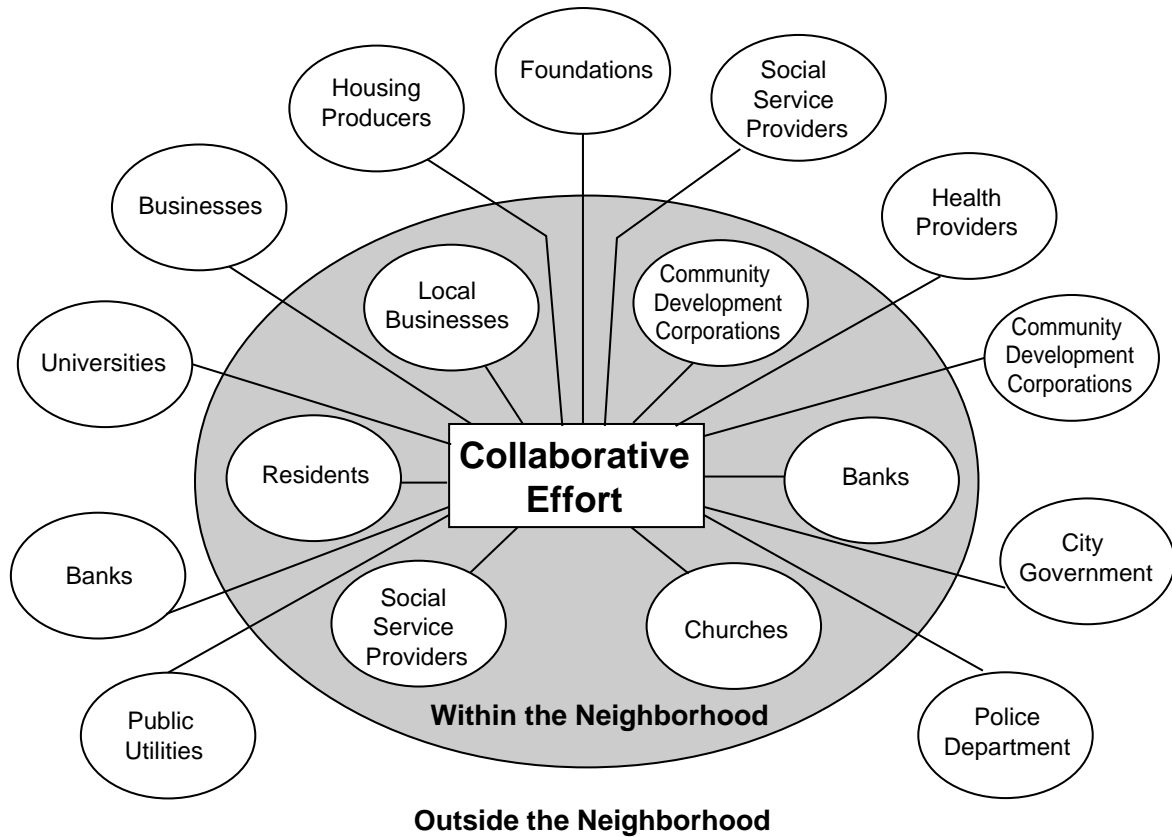 Foundations
Social
Service
Providers
Housing
Producers
Businesses
Health
Providers
Local
Businesses
Community
Development
Corporations
Universities
Community
Development
Corporations
Collaborative
Effort
Residents
Banks
Banks
City
Government
Social
Service
Providers
Churches
Within the Neighborhood
Public
Utilities
Police
Department
Outside the Neighborhood